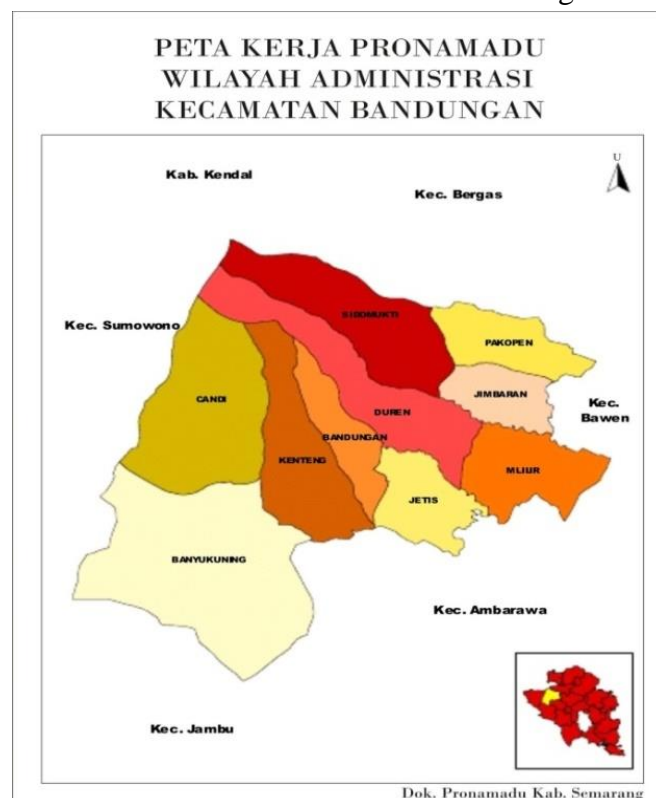 PETA KERJA PRONAMADU
WILAYAH ADMINISTRASI
KECAMATAN BANDUNGAN
U
Kab. Kendal
Kec. Bergas
SIDOMUKTI
Kec. Sumowono
PAKOPEN
JIMBARAN
CANDI
Kec.
Bawen
DUREN
BANDUNGAN
KENTENG
MLIUR
JETIS
BANYUKUNING
Kec. Ambarawa
Kec. Jambu
Dok. Pronamadu Kab. Semarang